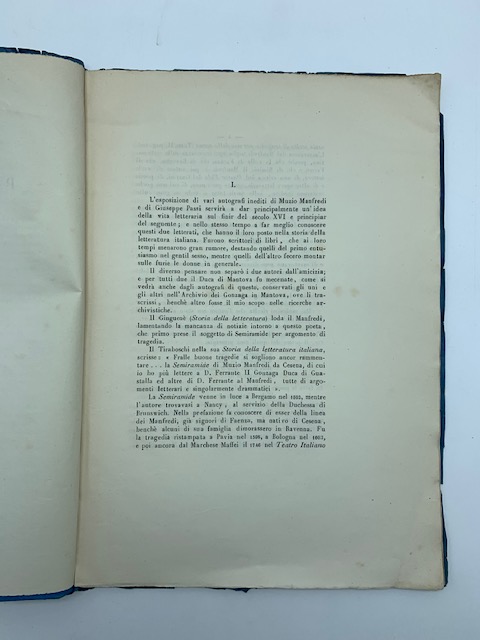 I.
L'esposizione di vari autografi inediti di Muzio Manfredi
e di Giuseppe Passi servirà a dar principalmente un'idea
della vita letteraria sul finir del secolo XVI e principiar
del seguente; e nello stesso tempo a far meglio conoscere
questi due letterati, che hanno il loro posto nella storia della
letteratura italiana. Furono scrittori di libri, che ai loro
tempi menarono gran rumore, destando quelli del primo entu-
siasmo nel gentil sesso, mentre quelli dell'altro fecero montar
sulle furie le donne in generale.
Il diverso pensare non separò i due autori dall'amicizia;
e per tutti due il Duca di Mantova fu mecenate, come si
vedrà anche dagli autografi di questo, conservati gli uni e
gli altri nell'Archivio dei Gonzaga in Mantova, ove li tra-
scrissi, benchè altro fosse il mio scopo nelle ricerche ar-
chivistiche.
Il Ginguenè (Storia della letteratura) loda il Manfredi,
lamentando la mancanza di notizie intorno a questo poeta,
che primo prese il soggetto di Semiramide per argomento di
tragedia.
Il Tiraboschi nella sua Storia della letteratura italiana,
scrisse: « Fralle buone tragedie si sogliono ancor rammen-
tare ... la Semiramide di Muzio Manfredi da Cesena, di cui
io ho più lettere a D. Ferrante II Gonzaga Duca di Gua-
stalla ed altre di D. Ferrante al Manfredi, tutte di argo-
menti letterari e singolarmente drammatici ».
La Semiramide venne in luce a Bergamo nel 1593, mentre
l'autore trovavasi a Nancy, al servizio della Duchessa di
Brunswich. Nella prefazione fa conoscere di esser della linea
dei Manfredi, già signori di Faenza, ma nativo di Cesena,
benchè alcuni di sua famiglia dimorassero in Ravenna. Fu
la tragedia ristampata a Pavia nel 1598, a Bologna nel 1603,
e poi ancora dal Marchese Maffei il 1746 nel Teatro Italiano